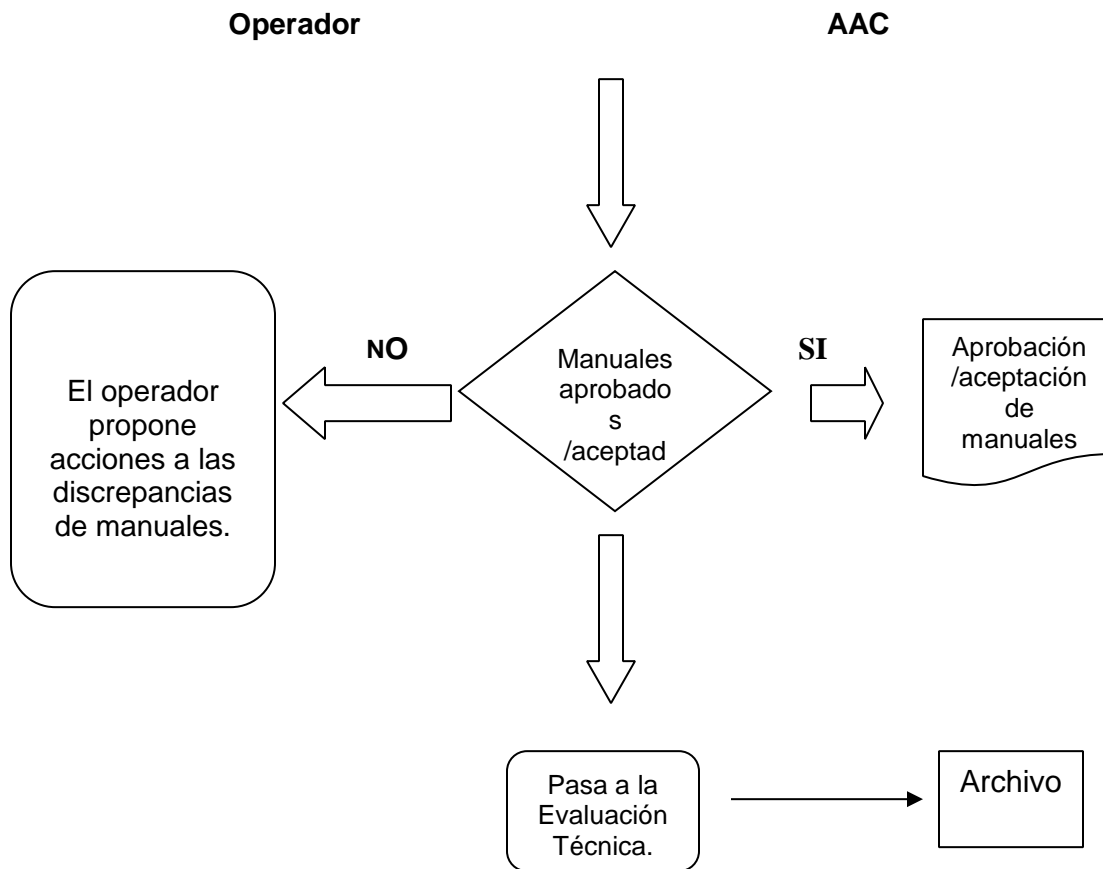 Operador
AAC
NO
SI
El operador
propone
acciones a las
discrepancias
de manuales.
Manuales
aprobado
s
/aceptad
Aprobación
/aceptación
de
manuales
Pasa a la
Evaluación
Técnica.
Archivo